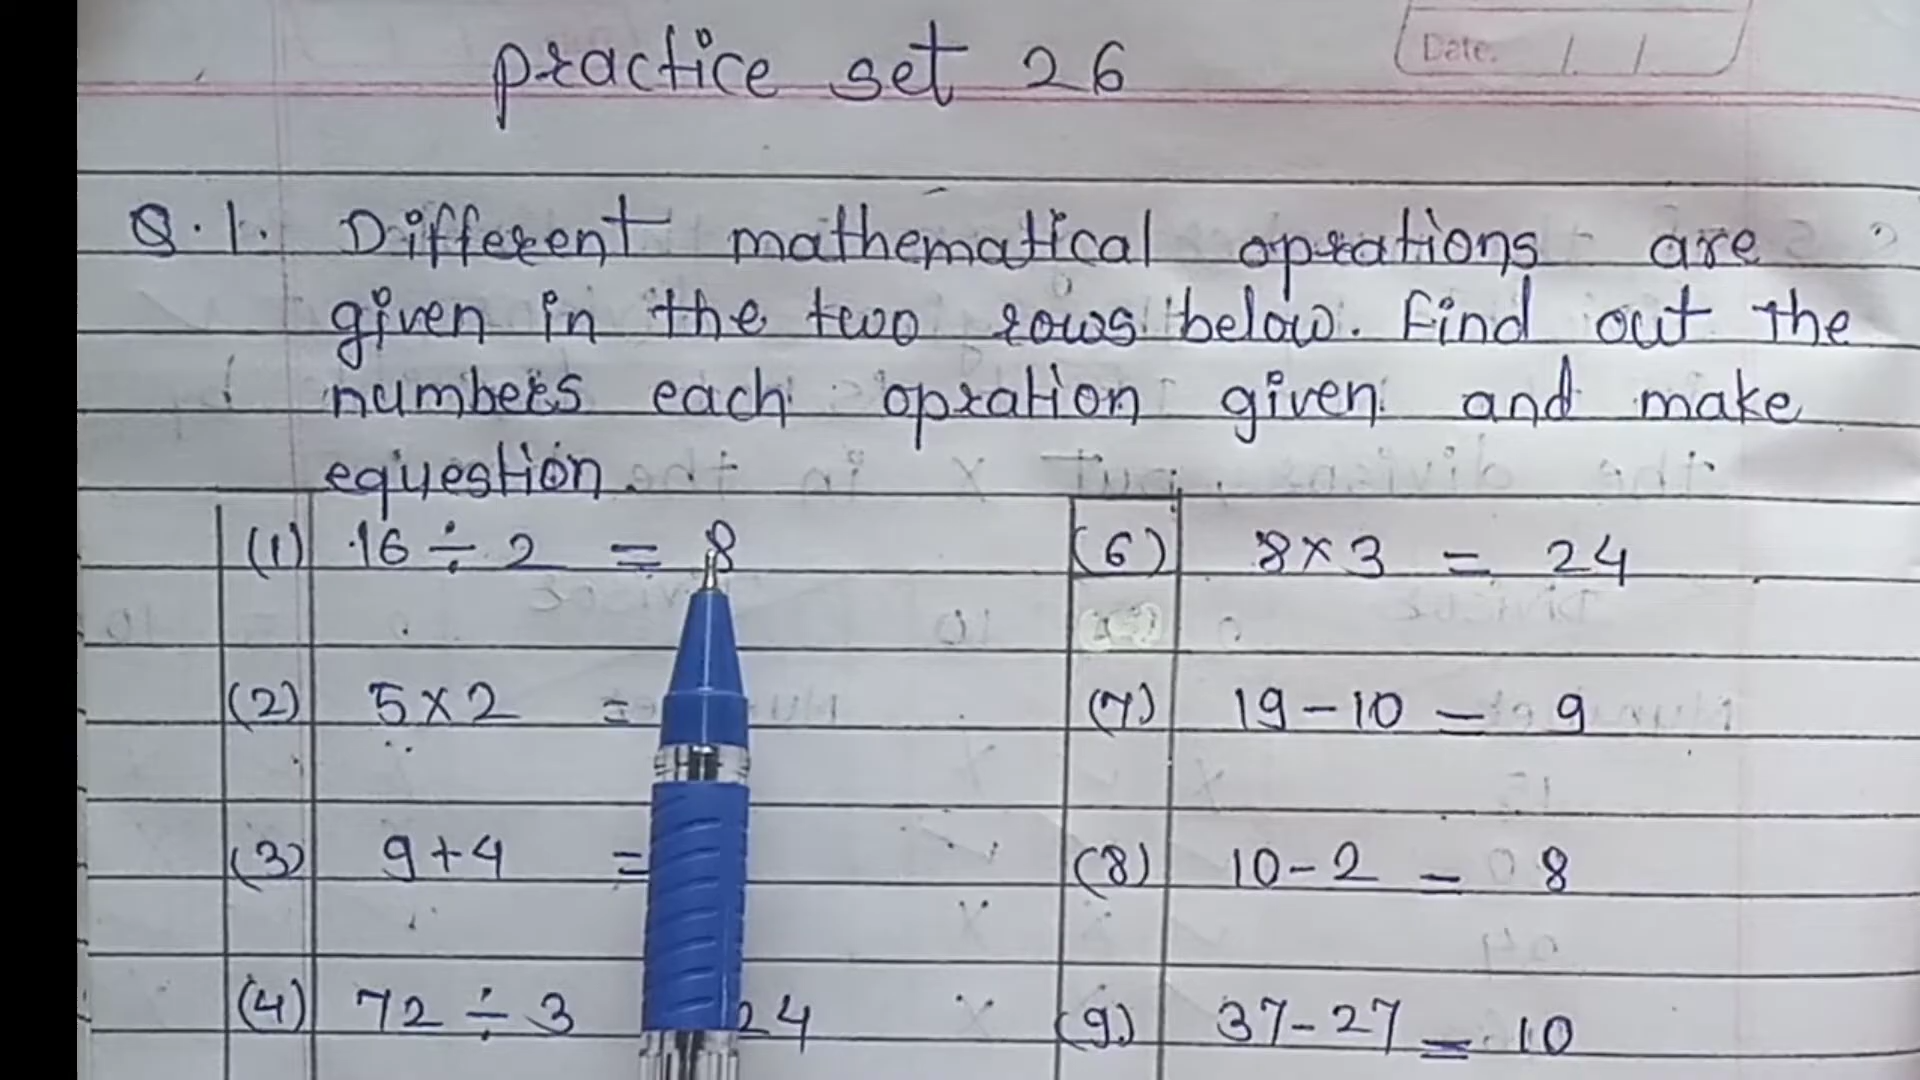 Date.    /    /
practice set 26
Q.1. Different mathematical oprations are
given in the two rows below. Find out the
numbers each opration given and make
equestion.
(1) 16 ÷ 2 = 8
(6) 8 × 3 = 24
(2) 5 × 2 =
(7) 19 - 10 = 9
(3) 9 + 4 =
(8) 10 - 2 = 8
(4) 72 ÷ 3 24
(9) 37 - 27 = 10